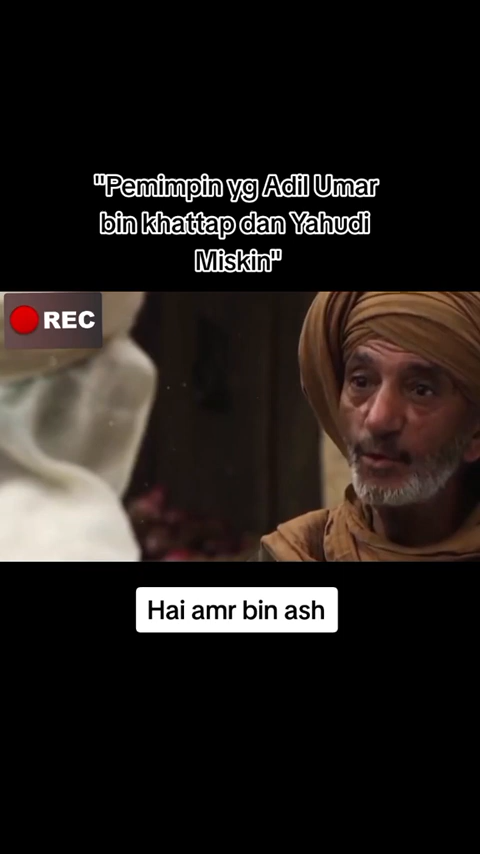 "Pemimpin yg Adil Umar
bin khattap dan Yahudi
Miskin"
REC
Hai amr bin ash